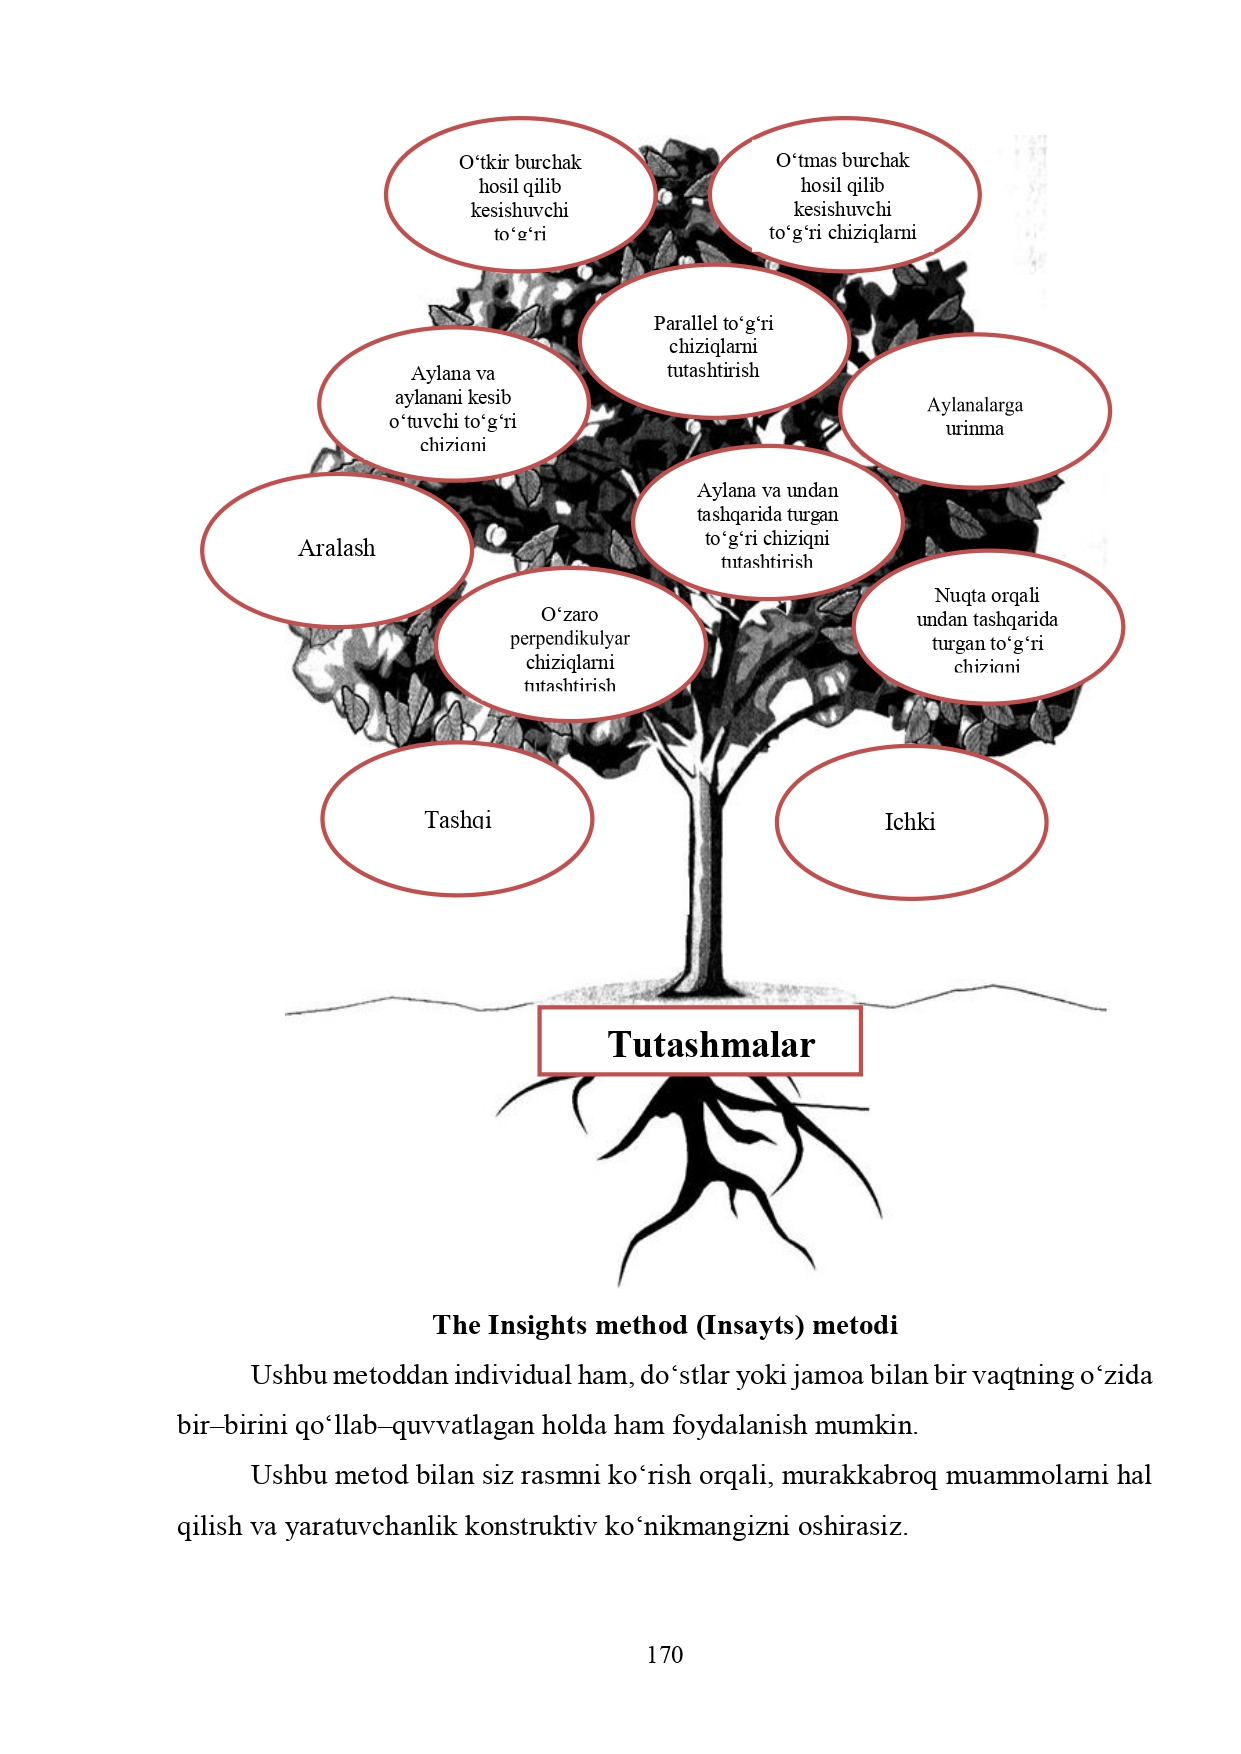 O‘tkir burchak
hosil qilib
kesishuvchi
to‘g‘ri
O‘tmas burchak
hosil qilib
kesishuvchi
to‘g‘ri chiziqlarni
Parallel to‘g‘ri
chiziqlarni
tutashtirish
Aylana va
aylanani kesib
o‘tuvchi to‘g‘ri
chiziqni
Aylanalarga
urinma
Aralash
Aylana va undan
tashqarida turgan
to‘g‘ri chiziqni
tutashtirish
O‘zaro
perpendikulyar
chiziqlarni
tutashtirish
Nuqta orqali
undan tashqarida
turgan to‘g‘ri
chiziqni
Tashqi
Ichki
Tutashmalar
The Insights method (Insayts) metodi
Ushbu metoddan individual ham, do‘stlar yoki jamoa bilan bir vaqtning o‘zida
bir–birini qo‘llab–quvvatlagan holda ham foydalanish mumkin.
Ushbu metod bilan siz rasmni ko‘rish orqali, murakkabroq muammolarni hal
qilish va yaratuvchanlik konstruktiv ko‘nikmangizni oshirasiz.
170